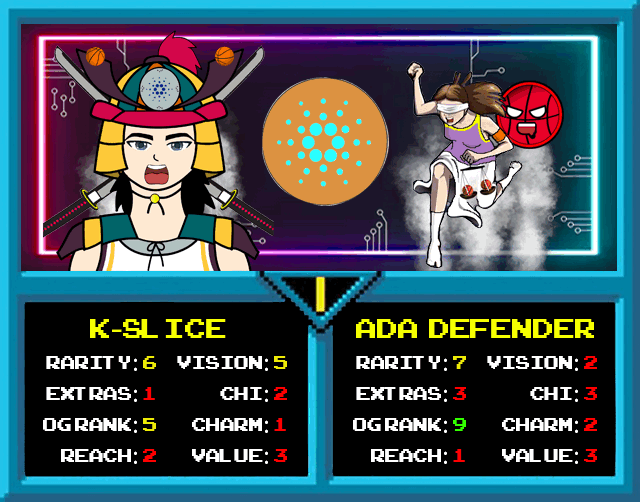 K-SLICE
RARITY:6 VISION:5
EXTRAS:1 CHI:2
OGRANK:5 CHARM:1
REACH:2 VALUE:3
ADA DEFENDER
RARITY:7 VISION:2
EXTRAS:3 CHI:3
OGRANK:9 CHARM:2
REACH:1 VALUE:3